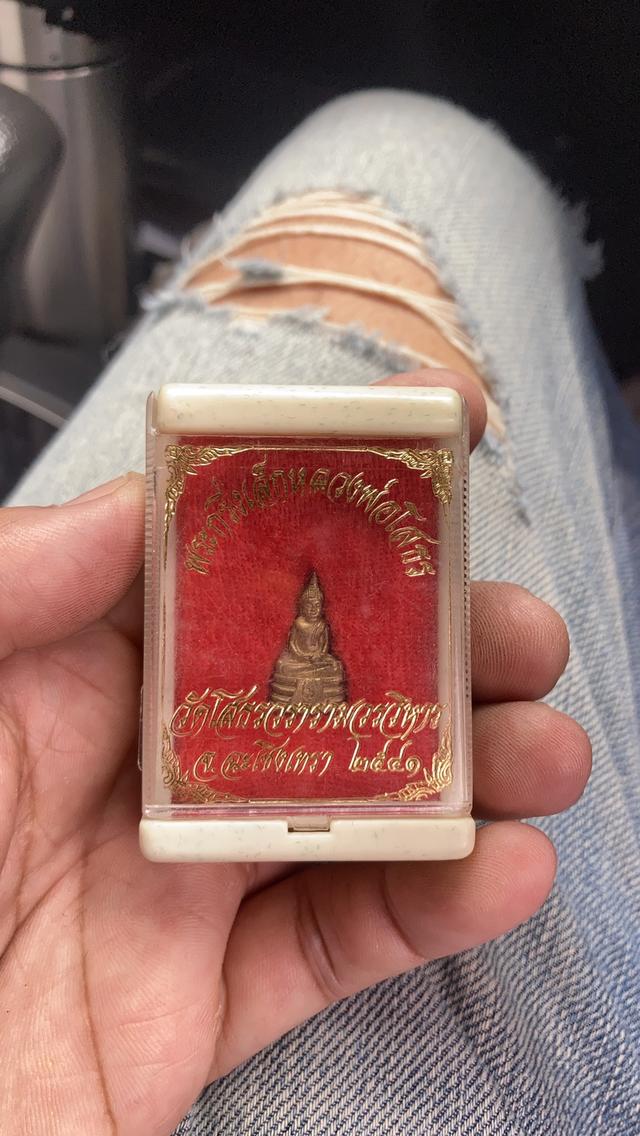 พระกริ่งเล็กหลวงพ่อโสธร
วัดโสธรวรารามวรวิหาร
จ.ฉะเชิงเทรา ๒๕๔๑